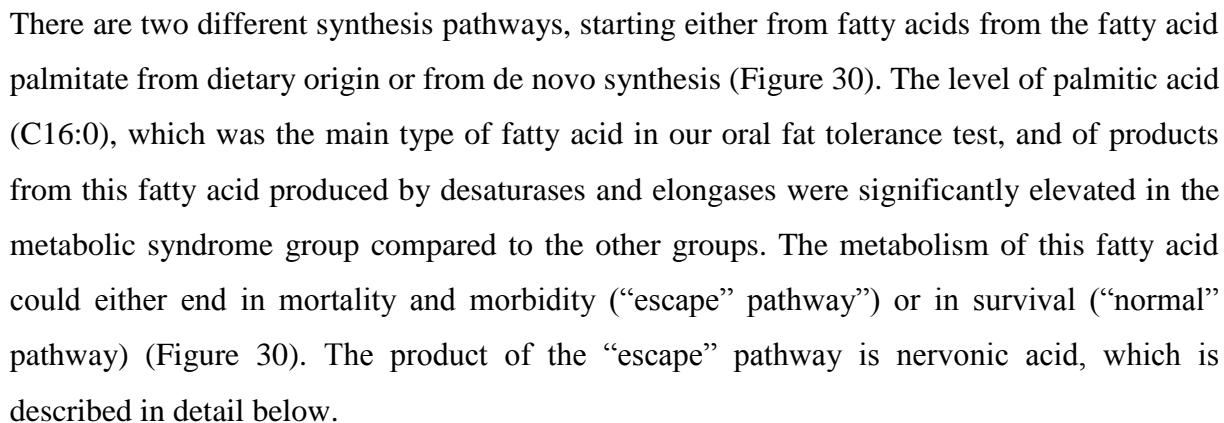 There are two different synthesis pathways, starting either from fatty acids from the fatty acid
palmitate from dietary origin or from de novo synthesis (Figure 30). The level of palmitic acid
(C16:0), which was the main type of fatty acid in our oral fat tolerance test, and of products
from this fatty acid produced by desaturases and elongases were significantly elevated in the
metabolic syndrome group compared to the other groups. The metabolism of this fatty acid
could either end in mortality and morbidity (“escape” pathway”) or in survival (“normal”
pathway) (Figure 30). The product of the “escape” pathway is nervonic acid, which is
described in detail below.